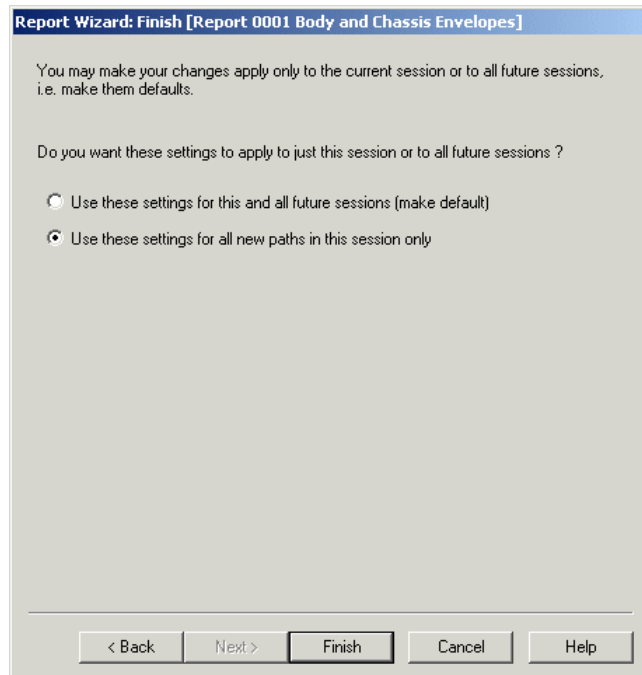 Report Wizard: Finish [Report 0001 Body and Chassis Envelopes]
You may make your changes apply only to the current session or to all future sessions,
i.e. make them defaults.
Do you want these settings to apply to just this session or to all future sessions ?
Use these settings for this and all future sessions (make default)
Use these settings for all new paths in this session only
< Back
Next >
Finish
Cancel
Help